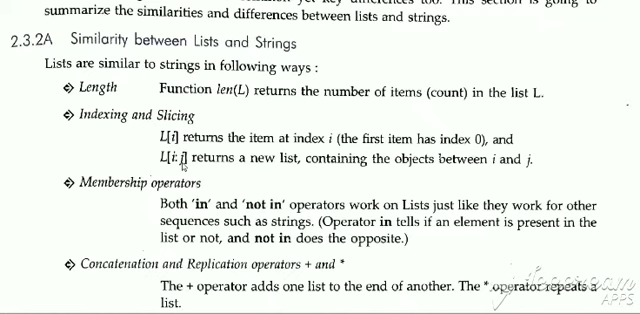 summarize the similarities and differences between lists and strings.
2.3.2A Similarity between Lists and Strings
Lists are similar to strings in following ways :
Length Function len(L) returns the number of items (count) in the list L.
Indexing and Slicing
L[i] returns the item at index i (the first item has index 0), and
L[i:j] returns a new list, containing the objects between i and j.
Membership operators
Both 'in' and 'not in' operators work on Lists just like they work for other
sequences such as strings. (Operator in tells if an element is present in the
list or not, and not in does the opposite.)
Concatenation and Replication operators + and *
The + operator adds one list to the end of another. The * operator repeats a
list.
APPS